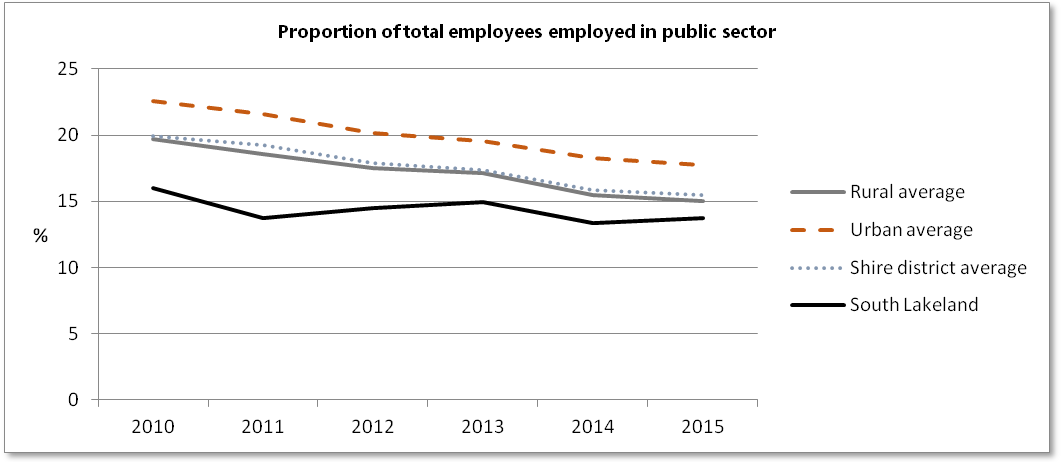 Proportion of total employees employed in public sector
25
20
15
%
10
5
0
2010 2011 2012 2013 2014 2015
Rural average
Urban average
Shire district average
South Lakeland